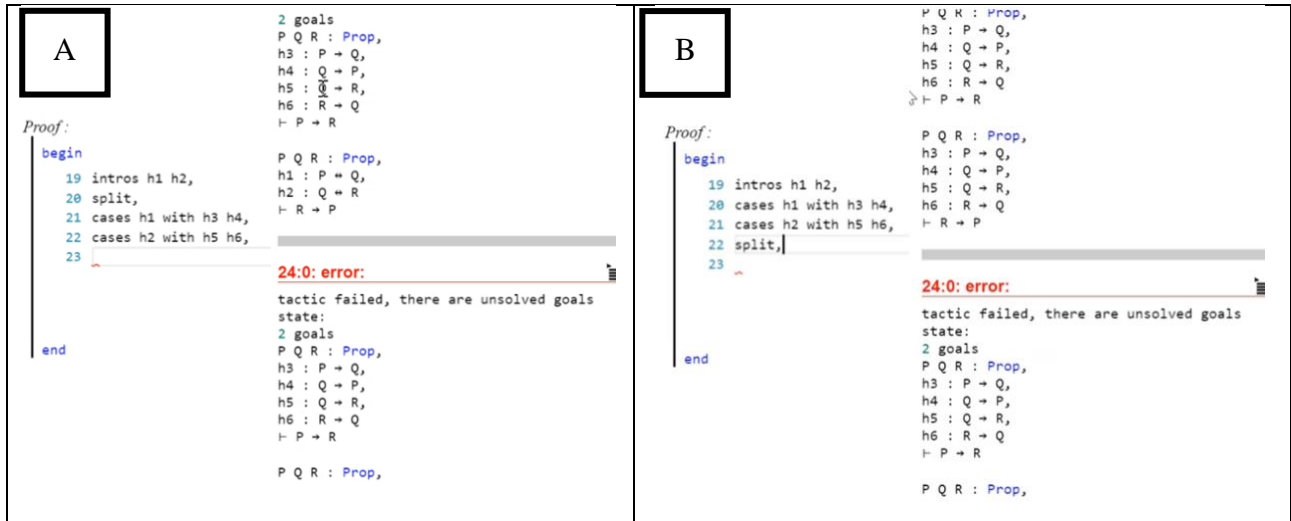 A
Proof :
begin
19 intros h1 h2,
20 split,
21 cases h1 with h3 h4,
22 cases h2 with h5 h6,
23
end
2 goals
P Q R : Prop,
h3 : P → Q,
h4 : Q → P,
h5 : Q → R,
h6 : R → Q
⊢ P → R
P Q R : Prop,
h1 : P ↔ Q,
h2 : Q ↔ R
⊢ R → P
24:0: error:
tactic failed, there are unsolved goals
state:
2 goals
P Q R : Prop,
h3 : P → Q,
h4 : Q → P,
h5 : Q → R,
h6 : R → Q
⊢ P → R
P Q R : Prop,
B
Proof :
begin
19 intros h1 h2,
20 cases h1 with h3 h4,
21 cases h2 with h5 h6,
22 split,
23
end
P Q R : Prop,
h3 : P → Q,
h4 : Q → P,
h5 : Q → R,
h6 : R → Q
⊢ P → R
P Q R : Prop,
h3 : P → Q,
h4 : Q → P,
h5 : Q → R,
h6 : R → Q
⊢ R → P
24:0: error:
tactic failed, there are unsolved goals
state:
2 goals
P Q R : Prop,
h3 : P → Q,
h4 : Q → P,
h5 : Q → R,
h6 : R → Q
⊢ P → R
P Q R : Prop,